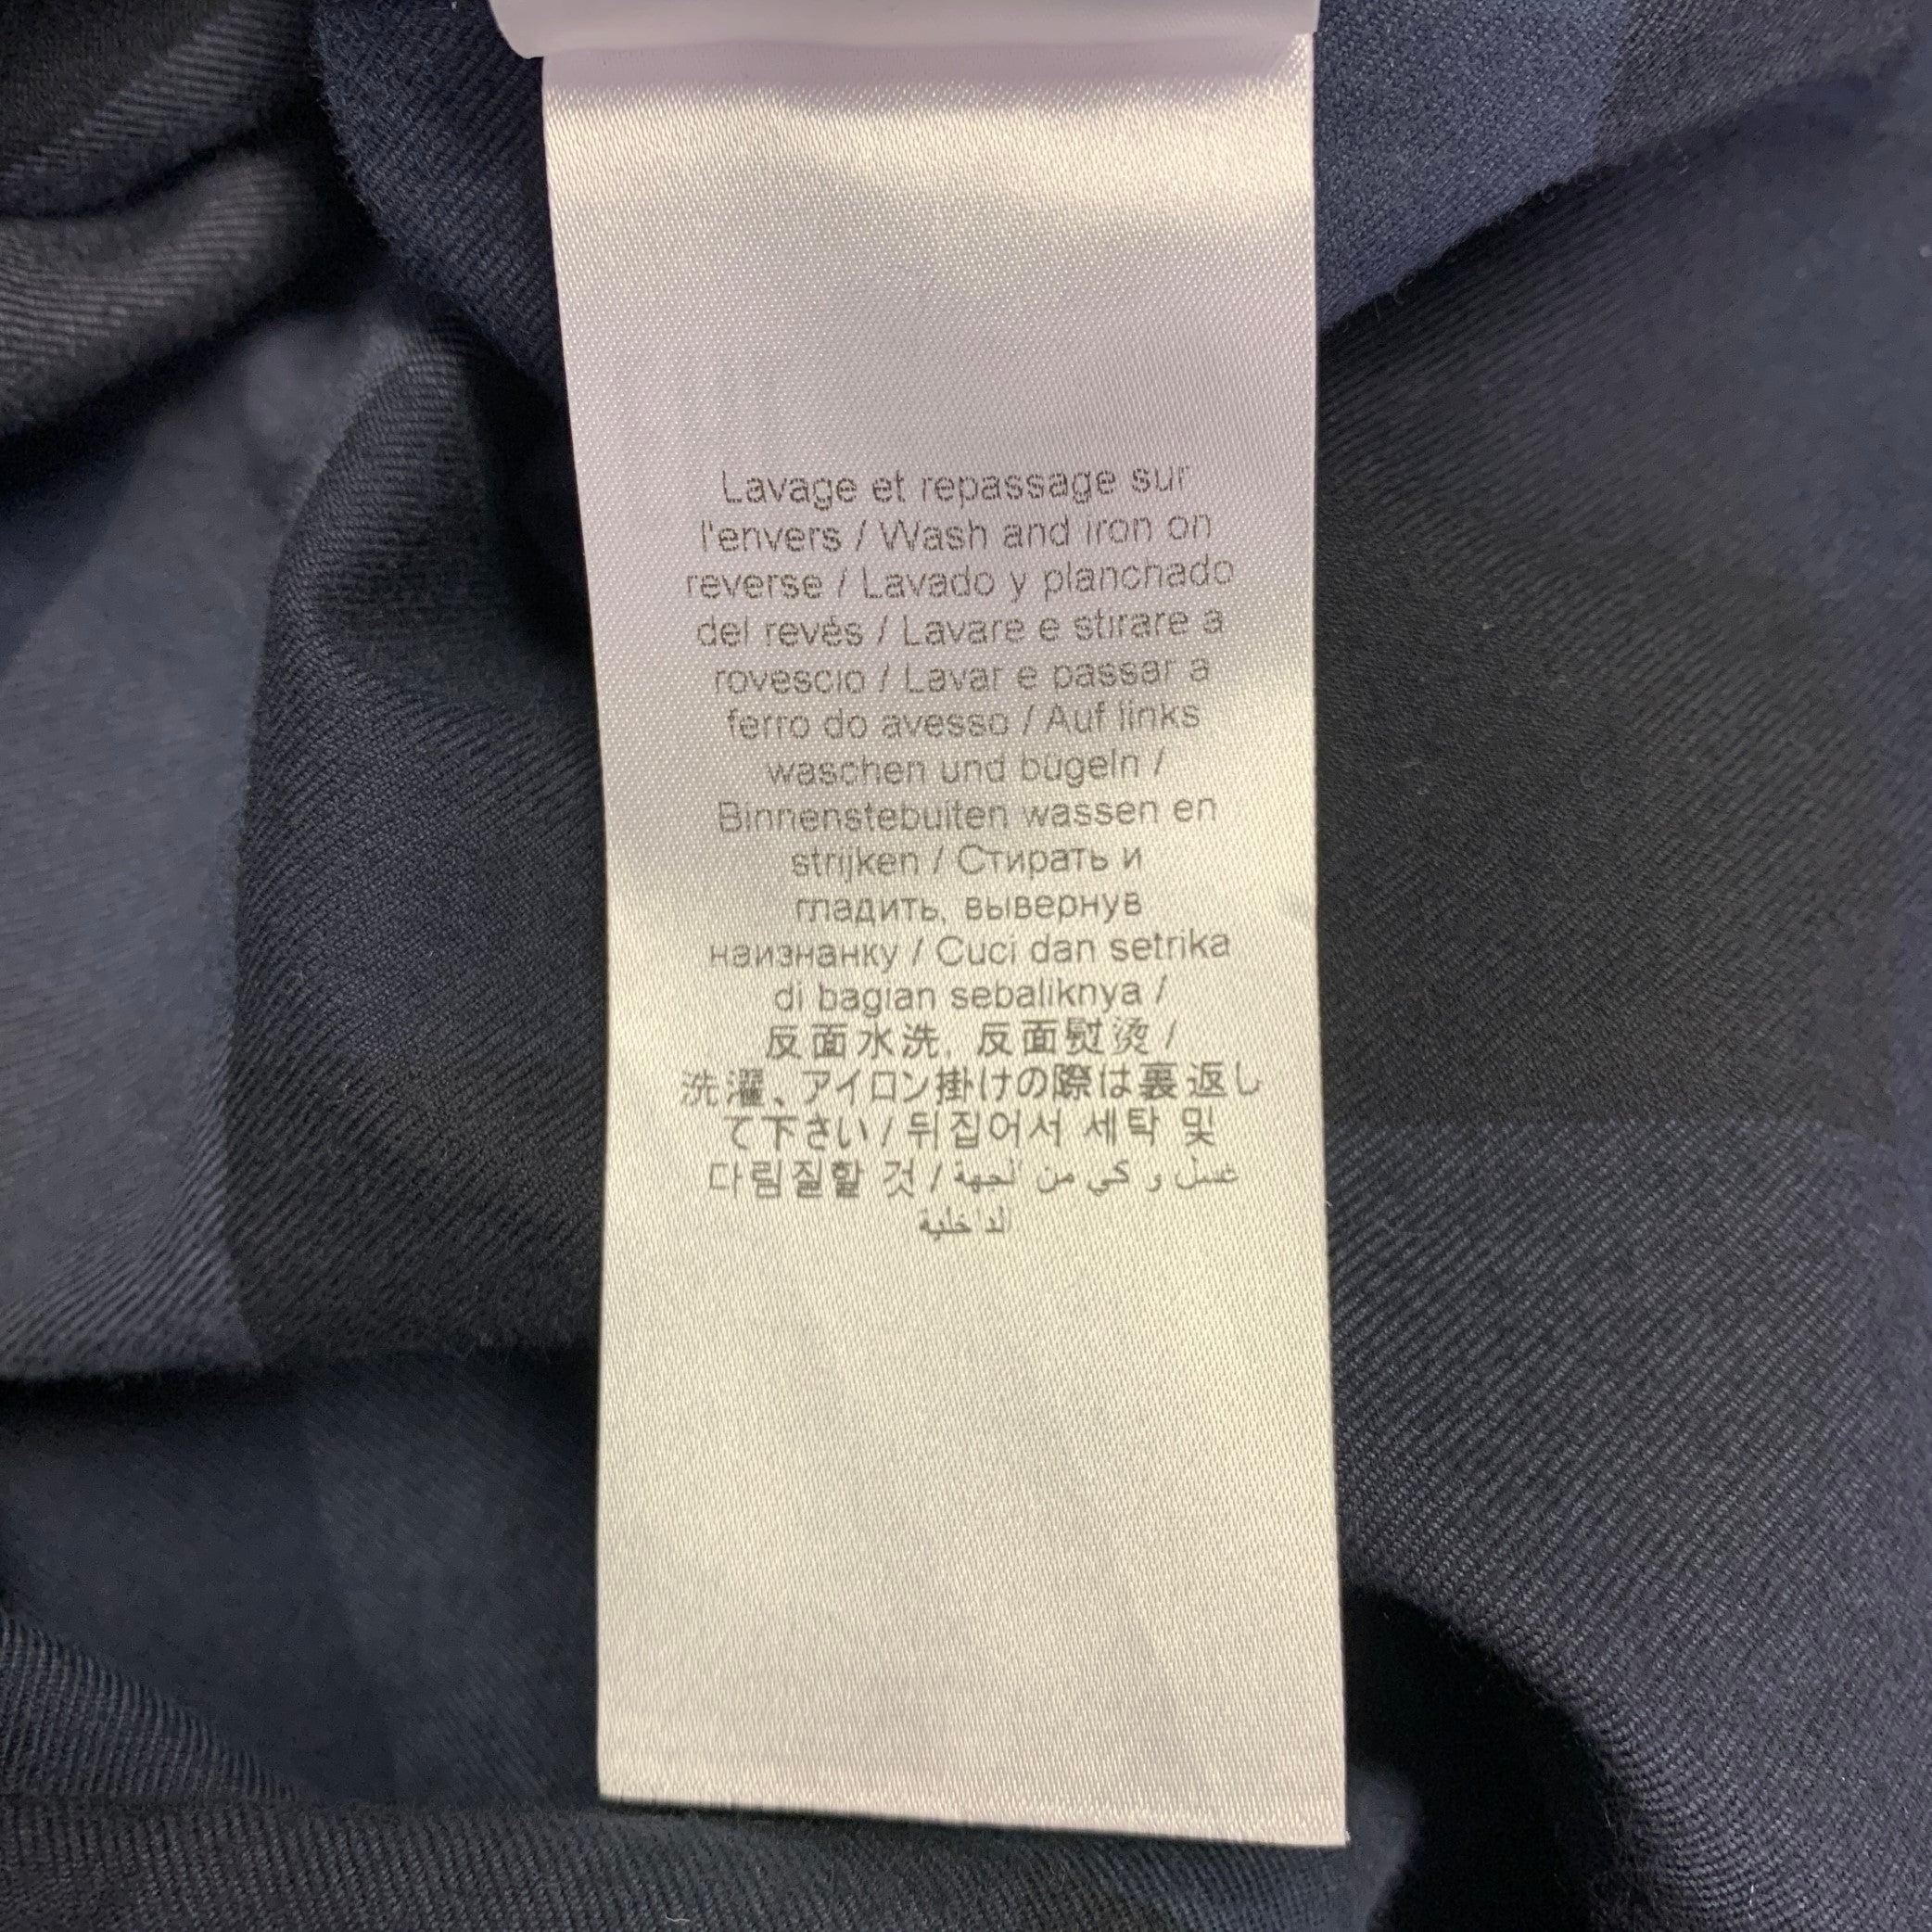 Lavage et repassage sur
l'envers / Wash and iron on
reverse / Lavado y planchado
del revés / Lavare e stirare a
rovescio / Lavar e passar a
ferro do avesso / Auf links
waschen und bügeln /
Binnenstebuiten wassen en
strijken / Стирать и
гладить, вывернув
наизнанку / Cuci dan setrika
di bagian sebaliknya /
反面水洗, 反面熨烫 /
洗濯、アイロン掛けの際は裏返し
て下さい / 뒤집어서 세탁 및
다림질할 것 / غسل و كي من الجهة
الداخلية